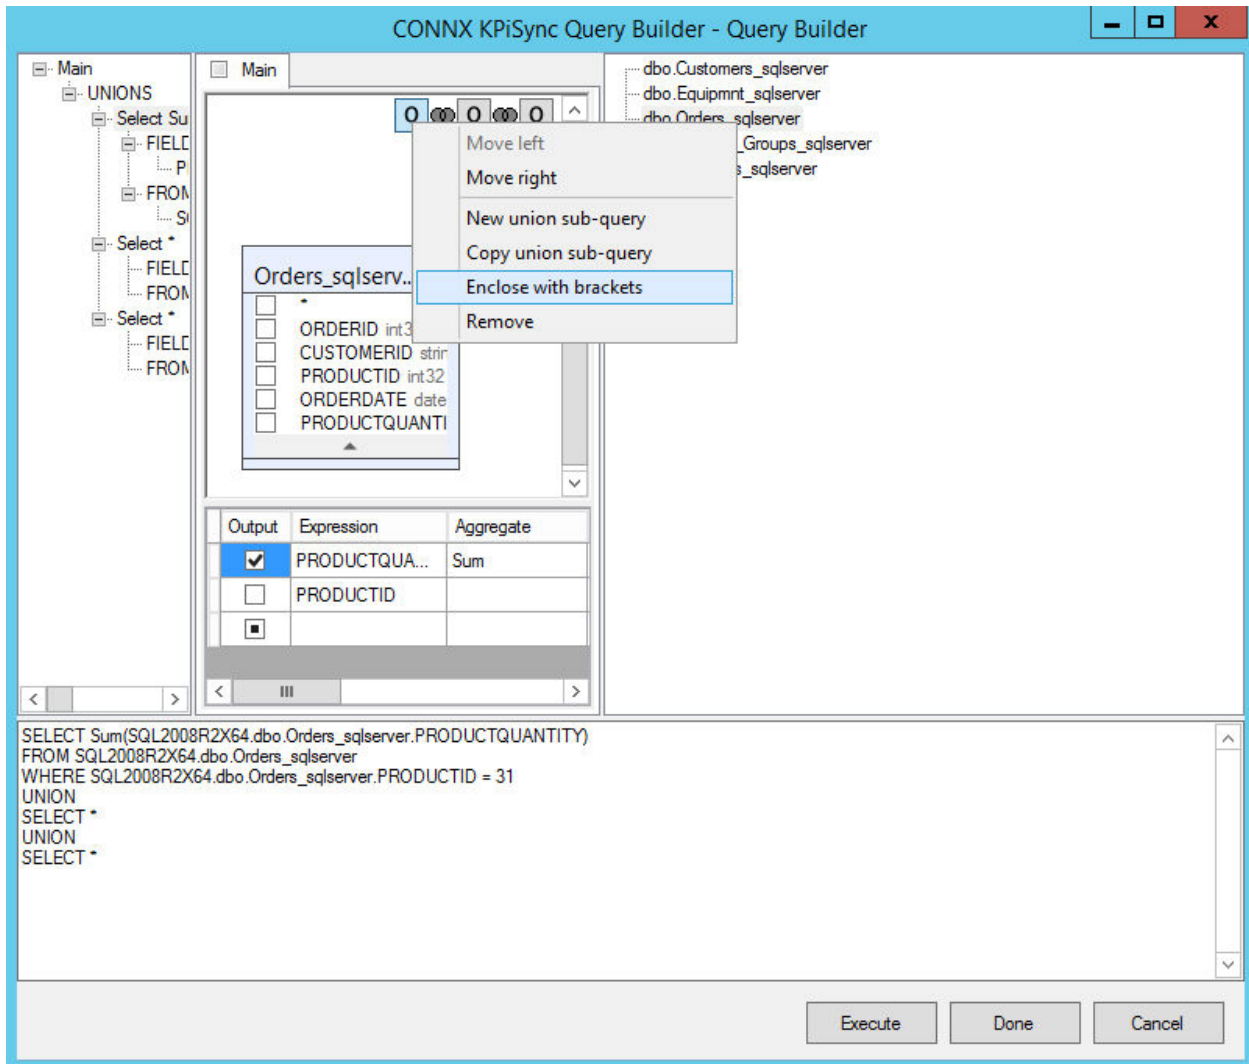 CONNX KPiSync Query Builder - Query Builder
x
Main
UNIONS
Select Su
FIELD
P
FROM
S
Select *
FIELD
FROM
Select *
FIELD
FROM
Main
O O O
Move left
Move right
New union sub-query
Copy union sub-query
Enclose with brackets
Remove
Orders_sqlserv...
*
ORDERID int3
CUSTOMERID strin
PRODUCTID int32
ORDERDATE date
PRODUCTQUANTI
Output Expression Aggregate
PRODUCTQUA... Sum
PRODUCTID
dbo.Customers_sqlserver
dbo.Equipmnt_sqlserver
dbo.Orders_sqlserver
_Groups_sqlserver
s_sqlserver
SELECT Sum(SQL2008R2X64.dbo.Orders_sqlserver.PRODUCTQUANTITY)
FROM SQL2008R2X64.dbo.Orders_sqlserver
WHERE SQL2008R2X64.dbo.Orders_sqlserver.PRODUCTID = 31
UNION
SELECT *
UNION
SELECT *
Execute Done Cancel